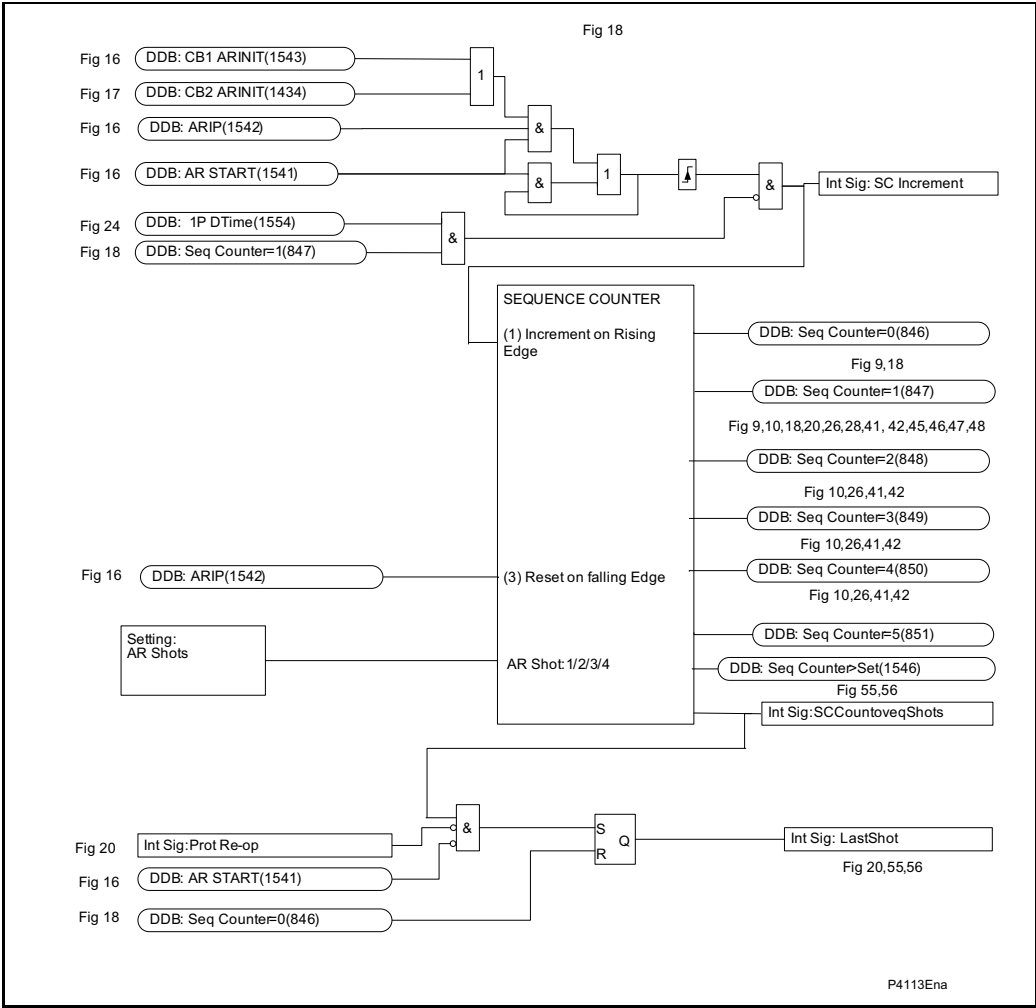 Fig 18
Fig 16 DDB: CB1 ARINIT(1543)
1
Fig 17 DDB: CB2 ARINIT(1434)
Fig 16 DDB: ARIP(1542)
&
Fig 16 DDB: AR START(1541)
&
1
&
Int Sig: SC Increment
Fig 24 DDB: 1P DTime(1554)
&
Fig 18 DDB: Seq Counter=1(847)
SEQUENCE COUNTER
(1) Increment on Rising
Edge
DDB: Seq Counter=0(846)
Fig 9,18
DDB: Seq Counter=1(847)
Fig 9,10,18,20,26,28,41, 42,45,46,47,48
DDB: Seq Counter=2(848)
Fig 10,26,41,42
DDB: Seq Counter=3(849)
Fig 10,26,41,42
Fig 16 DDB: ARIP(1542)
(3) Reset on falling Edge
DDB: Seq Counter=4(850)
Fig 10,26,41,42
Setting:
AR Shots
AR Shot:1/2/3/4
DDB: Seq Counter=5(851)
DDB: Seq Counter>Set(1546)
Fig 55,56
Int Sig:SCCountoveqShots
Fig 20 Int Sig:Prot Re-op
&
S
R
Q
Int Sig: LastShot
Fig 20,55,56
Fig 16 DDB: AR START(1541)
Fig 18 DDB: Seq Counter=0(846)
P4113Ena